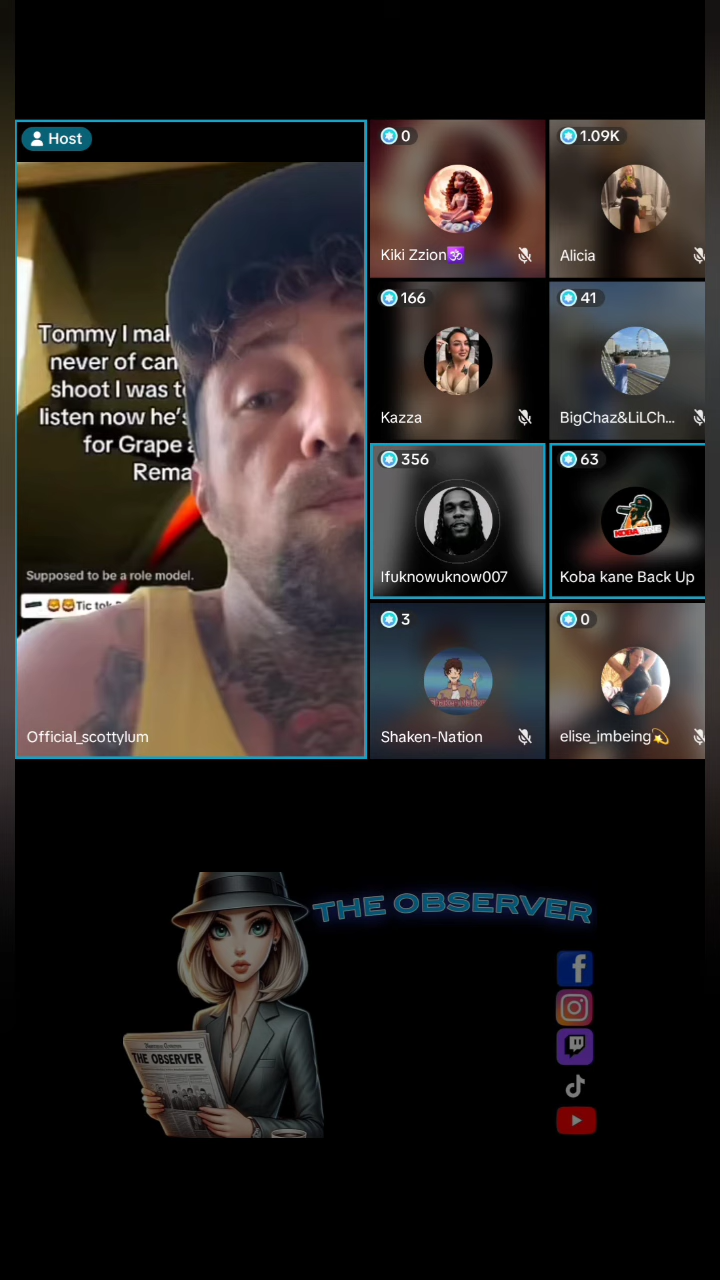 Host
Tommy I mak
never of can
shoot I was t
listen now he's
for Grape a
Rema
Supposed to be a role model.
Tic tok
Official_scottylum
0
Kiki Zzion🕉
1.09K
Alicia
166
Kazza
41
BigChaz&LiLCh...
356
Ifuknowuknow007
63
KOBA
Koba kane Back Up
3
Shaken-Nation
0
elise_imbeing💫
THE OBSERVER
THE OBSERVER